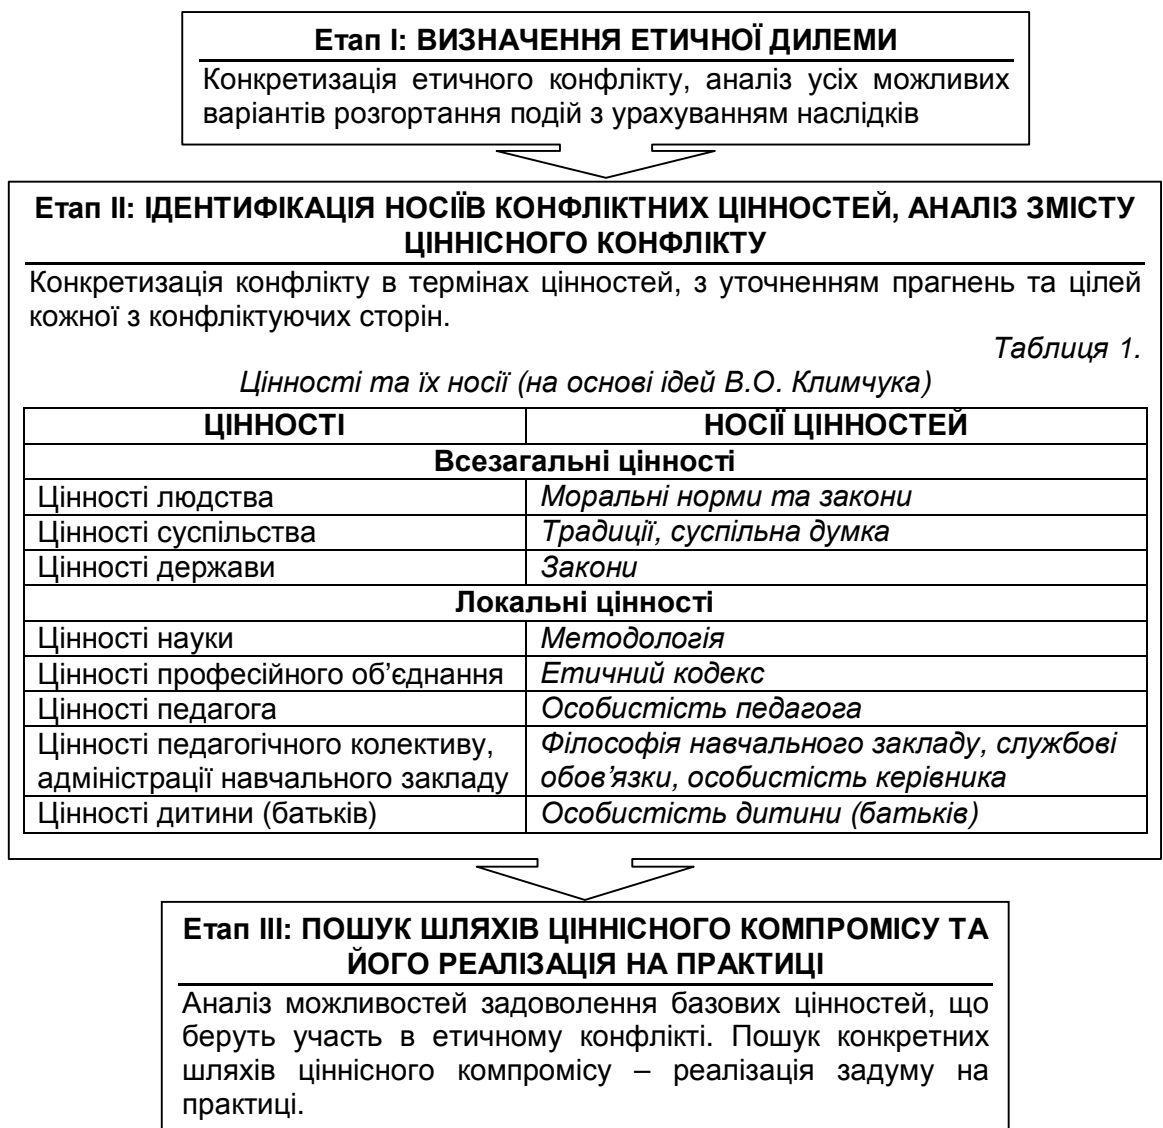 Етап І: ВИЗНАЧЕННЯ ЕТИЧНОЇ ДИЛЕМИ
Конкретизація етичного конфлікту, аналіз усіх можливих
варіантів розгортання подій з урахуванням наслідків
Етап ІІ: ІДЕНТИФІКАЦІЯ НОСІЇВ КОНФЛІКТНИХ ЦІННОСТЕЙ, АНАЛІЗ ЗМІСТУ
ЦІННІСНОГО КОНФЛІКТУ
Конкретизація конфлікту в термінах цінностей, з уточненням прагнень та цілей
кожної з конфліктуючих сторін.
Таблиця 1.
Цінності та їх носії (на основі ідей В.О. Климчука)
ЦІННОСТІ НОСІЇ ЦІННОСТЕЙ
Всезагальні цінності
Цінності людства Моральні норми та закони
Цінності суспільства Традиції, суспільна думка
Цінності держави Закони
Локальні цінності
Цінності науки Методологія
Цінності професійного об’єднання Етичний кодекс
Цінності педагога Особистість педагога
Цінності педагогічного колективу, Філософія навчального закладу, службові
адміністрації навчального закладу обов’язки, особистість керівника
Цінності дитини (батьків) Особистість дитини (батьків)
Етап ІІІ: ПОШУК ШЛЯХІВ ЦІННІСНОГО КОМПРОМІСУ ТА
ЙОГО РЕАЛІЗАЦІЯ НА ПРАКТИЦІ
Аналіз можливостей задоволення базових цінностей, що
беруть участь в етичному конфлікті. Пошук конкретних
шляхів ціннісного компромісу – реалізація задуму на
практиці.